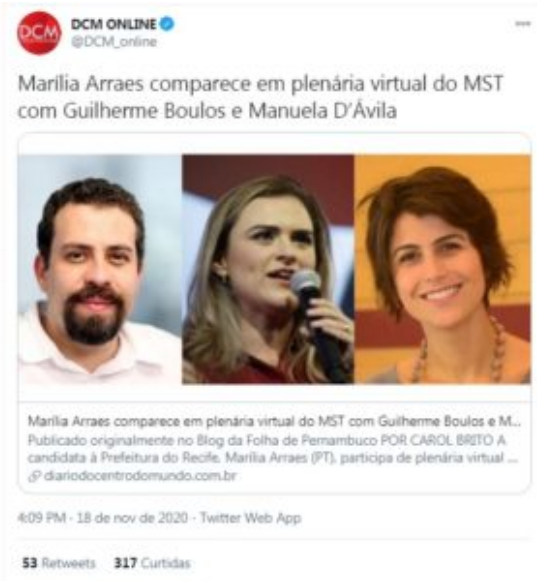 DCM
DCM ONLINE
@DCM_online
Marília Arraes comparece em plenária virtual do MST
com Guilherme Boulos e Manuela D'Ávila
Marília Arraes comparece em plenária virtual do MST com Guilherme Boulos e M...
Publicado originalmente no Blog da Folha de Pernambuco POR CAROL BRITO A
candidata à Prefeitura do Recife, Marília Arraes (PT), participa de plenária virtual ...
diariodocentrodomundo.com.br
4:09 PM · 18 de nov de 2020 · Twitter Web App
53 Retweets 317 Curtidas